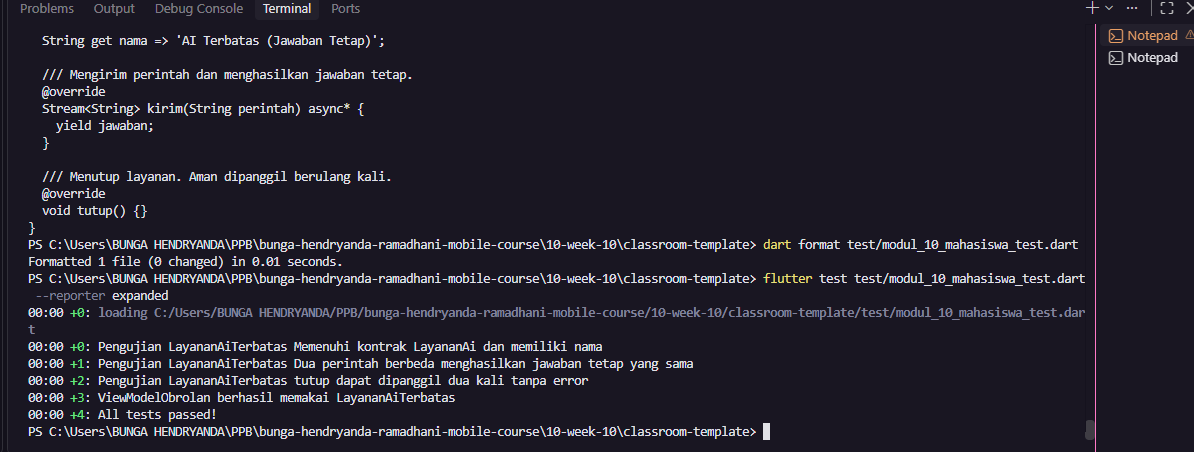 Problems Output Debug Console Terminal Ports
String get nama => 'AI Terbatas (Jawaban Tetap)';
/// Mengirim perintah dan menghasilkan jawaban tetap.
@override
Stream<String> kirim(String perintah) async* {
yield jawaban;
}
/// Menutup layanan. Aman dipanggil berulang kali.
@override
void tutup() {}
}
PS C:\Users\BUNGA HENDRYANDA\PPB\bunga-hendryanda-ramadhani-mobile-course\10-week-10\classroom-template> dart format test/modul_10_mahasiswa_test.dart
Formatted 1 file (0 changed) in 0.01 seconds.
PS C:\Users\BUNGA HENDRYANDA\PPB\bunga-hendryanda-ramadhani-mobile-course\10-week-10\classroom-template> flutter test test/modul_10_mahasiswa_test.dart
--reporter expanded
00:00 +0: loading C:/Users/BUNGA HENDRYANDA/PPB/bunga-hendryanda-ramadhani-mobile-course/10-week-10/classroom-template/test/modul_10_mahasiswa_test.dar
t
00:00 +0: Pengujian LayananAiTerbatas Memenuhi kontrak LayananAi dan memiliki nama
00:00 +1: Pengujian LayananAiTerbatas Dua perintah berbeda menghasilkan jawaban tetap yang sama
00:00 +2: Pengujian LayananAiTerbatas tutup dapat dipanggil dua kali tanpa error
00:00 +3: ViewModelObrolan berhasil memakai LayananAiTerbatas
00:00 +4: All tests passed!
PS C:\Users\BUNGA HENDRYANDA\PPB\bunga-hendryanda-ramadhani-mobile-course\10-week-10\classroom-template>
Notepad
Notepad